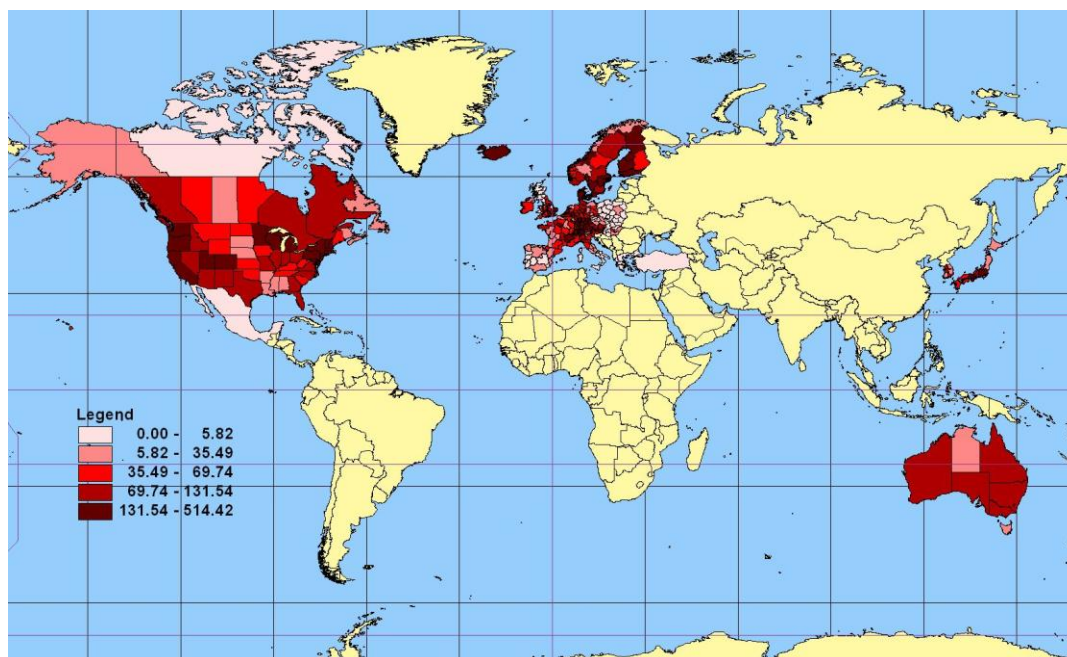 Legend
0.00 - 5.82
5.82 - 35.49
35.49 - 69.74
69.74 - 131.54
131.54 - 514.42